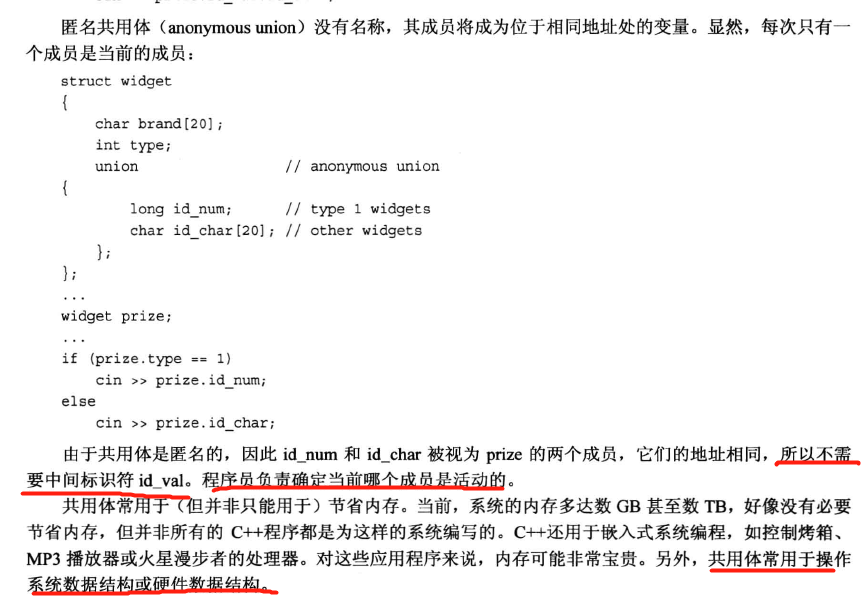 匿名共用体（anonymous union）没有名称，其成员将成为位于相同地址处的变量。显然，每次只有一
个成员是当前的成员：
struct widget
{
char brand[20];
int type;
union // anonymous union
{
long id_num; // type 1 widgets
char id_char[20]; // other widgets
};
};
...
widget prize;
...
if (prize.type == 1)
cin >> prize.id_num;
else
cin >> prize.id_char;
由于共用体是匿名的，因此 id_num 和 id_char 被视为 prize 的两个成员，它们的地址相同，所以不需
要中间标识符 id_val。程序员负责确定当前哪个成员是活动的。
共用体常用于（但并非只能用于）节省内存。当前，系统的内存多达数 GB 甚至数 TB，好像没有必要
节省内存，但并非所有的 C++程序都是为这样的系统编写的。C++还用于嵌入式系统编程，如控制烤箱、
MP3 播放器或火星漫步者的处理器。对这些应用程序来说，内存可能非常宝贵。另外，共用体常用于操作
系统数据结构或硬件数据结构。